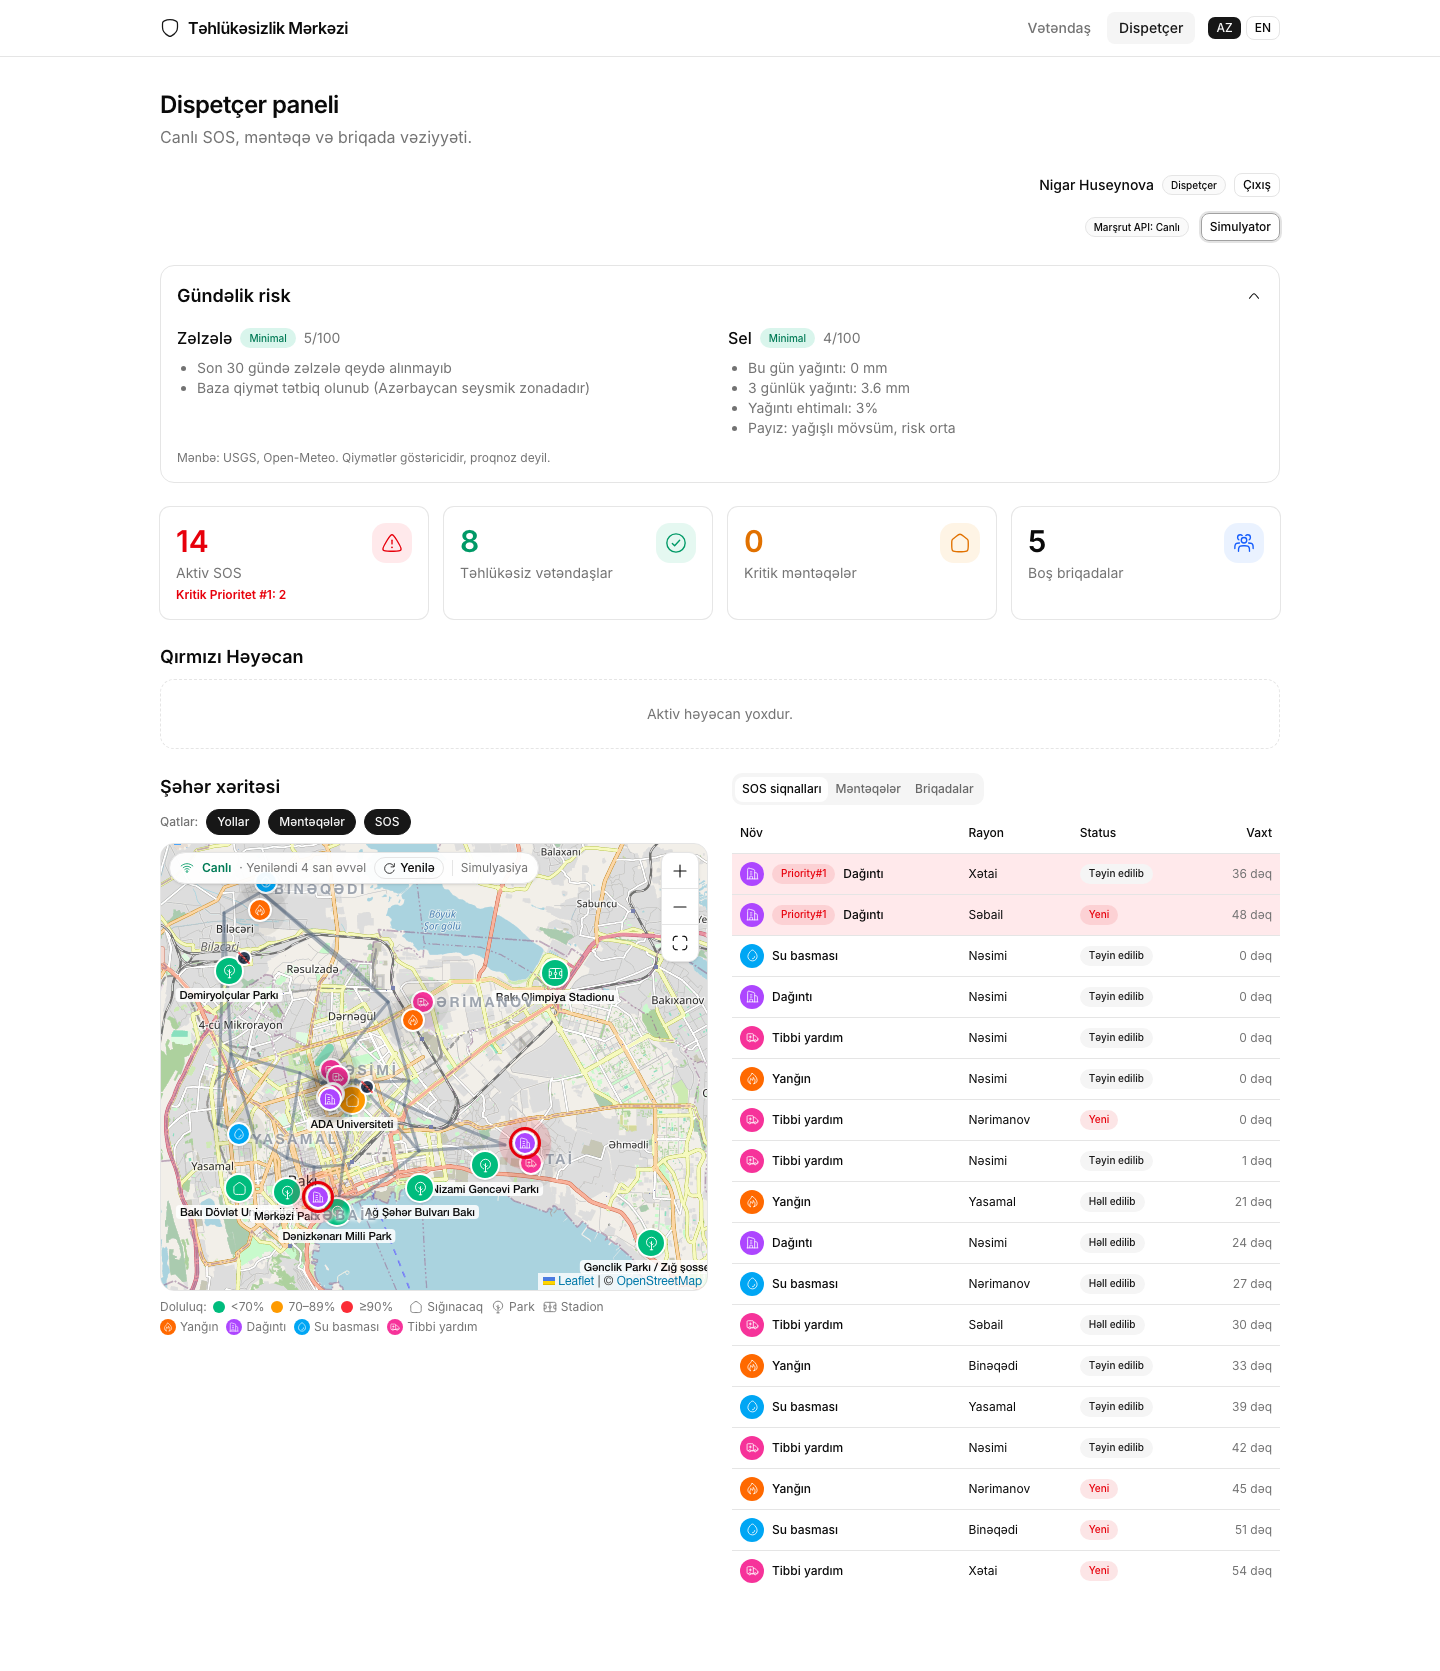 Təhlükəsizlik Mərkəzi
Vətəndaş
Dispetçer
AZ
EN
Dispetçer paneli
Canlı SOS, məntəqə və briqada vəziyyəti.
Nigar Huseynova
Dispetçer
Çıxış
Marşrut API: Canlı
Simulyator
Gündəlik risk
Zəlzələ Minimal 5/100
Son 30 gündə zəlzələ qeydə alınmayıb
Baza qiymət tətbiq olunub (Azərbaycan seysmik zonadadır)
Sel Minimal 4/100
Bu gün yağıntı: 0 mm
3 günlük yağıntı: 3.6 mm
Yağıntı ehtimalı: 3%
Payız: yağışlı mövsüm, risk orta
Mənbə: USGS, Open-Meteo. Qiymətlər göstəricidir, proqnoz deyil.
14
Aktiv SOS
Kritik Prioritet #1: 2
8
Təhlükəsiz vətəndaşlar
0
Kritik məntəqələr
5
Boş briqadalar
Qırmızı Həyəcan
Aktiv həyəcan yoxdur.
Şəhər xəritəsi
Qatlar: Yollar Məntəqələr SOS
Canlı · Yeniləndi 4 san əvvəl Yenilə Simulyasiya
Balaxanı
BİNƏQƏDİ
Sabunçu
Böyük
Şor gölu
Biləcəri
Bilacari
Rəsulzadə
Dəmiryolçular Parkı
Bakı Olimpiya Stadionu
Bakıxanov
4-cü Mikrorayon
Dərnəgül
ADA Universiteti
YASAMAL
Əhmədli
Yasamal
Nizami Gəncəvi Parkı
Bakı
Bakı Dövlət
Mərkəzi
Ağ Şəhər Bulvarı Bakı
Dənizkənarı Milli Park
Gənclik Parkı / Zığ şosse
Leaflet | © OpenStreetMap
Doluluq: <70% 70–89% ≥90% Sığınacaq Park Stadion
Yanğın Dağıntı Su basması Tibbi yardım
SOS siqnalları Məntəqələr Briqadalar
Növ Rayon Status Vaxt
Priority#1 Dağıntı Xətai Təyin edilib 36 dəq
Priority#1 Dağıntı Səbail Yeni 48 dəq
Su basması Nəsimi Təyin edilib 0 dəq
Dağıntı Nəsimi Təyin edilib 0 dəq
Tibbi yardım Nəsimi Təyin edilib 0 dəq
Yanğın Nəsimi Təyin edilib 0 dəq
Tibbi yardım Nərimanov Yeni 0 dəq
Tibbi yardım Nəsimi Təyin edilib 1 dəq
Yanğın Yasamal Həll edilib 21 dəq
Dağıntı Nəsimi Həll edilib 24 dəq
Su basması Nərimanov Həll edilib 27 dəq
Tibbi yardım Səbail Həll edilib 30 dəq
Yanğın Binəqədi Təyin edilib 33 dəq
Su basması Yasamal Təyin edilib 39 dəq
Tibbi yardım Nəsimi Təyin edilib 42 dəq
Yanğın Nərimanov Yeni 45 dəq
Su basması Binəqədi Yeni 51 dəq
Tibbi yardım Xətai Yeni 54 dəq